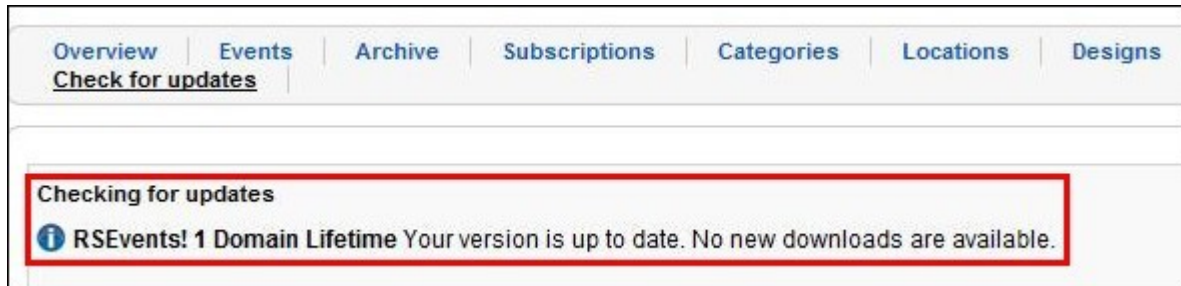 Overview Events Archive Subscriptions Categories Locations Designs
Check for updates
Checking for updates
RSEvents! 1 Domain Lifetime Your version is up to date. No new downloads are available.